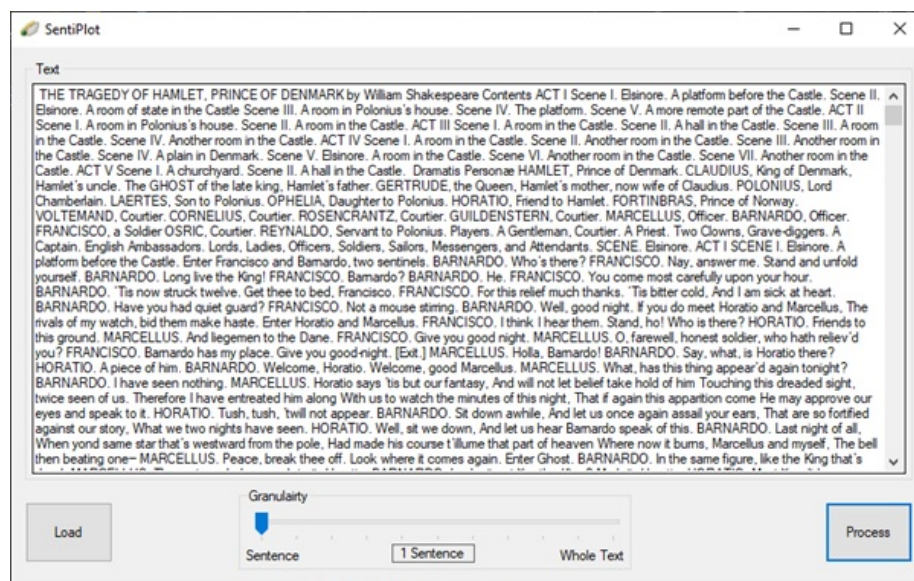 SentiPlot
Text
THE TRAGEDY OF HAMLET, PRINCE OF DENMARK by William Shakespeare Contents ACT I Scene I. Elsinore. A platform before the Castle. Scene II.
Elsinore. A room of state in the Castle Scene III. A room in Polonius's house. Scene IV. The platform. Scene V. A more remote part of the Castle. ACT II
Scene I. A room in Polonius's house. Scene II. A room in the Castle. ACT III Scene I. A room in the Castle. Scene II. A hall in the Castle. Scene III. A room
in the Castle. Scene IV. Another room in the Castle. ACT IV Scene I. A room in the Castle. Scene II. Another room in the Castle. Scene III. Another room in
the Castle. Scene IV. A plain in Denmark. Scene V. Elsinore. A room in the Castle. Scene VI. Another room in the Castle. Scene VII. Another room in the
Castle. ACT V Scene I. A churchyard. Scene II. A hall in the Castle. Dramatis Personæ HAMLET, Prince of Denmark. CLAUDIUS, King of Denmark,
Hamlet's uncle. The GHOST of the late king, Hamlet's father. GERTRUDE, the Queen, Hamlet's mother, now wife of Claudius. POLONIUS, Lord
Chamberlain. LAERTES, Son to Polonius. OPHELIA, Daughter to Polonius. HORATIO, Friend to Hamlet. FORTINBRAS, Prince of Norway.
VOLTEMAND, Courtier. CORNELIUS, Courtier. ROSENCRANTZ, Courtier. GUILDENSTERN, Courtier. MARCELLUS, Officer. BARNARDO, Officer.
FRANCISCO, a Soldier OSRIC, Courtier. REYNALDO, Servant to Polonius. Players. A Gentleman, Courtier. A Priest. Two Clowns, Grave-diggers. A
Captain. English Ambassadors. Lords, Ladies, Officers, Soldiers, Sailors, Messengers, and Attendants. SCENE. Elsinore. ACT I SCENE I. Elsinore. A
platform before the Castle. Enter Francisco and Barnardo, two sentinels. BARNARDO. Who's there? FRANCISCO. Nay, answer me. Stand and unfold
yourself. BARNARDO. Long live the King! FRANCISCO. Barnardo? BARNARDO. He. FRANCISCO. You come most carefully upon your hour.
BARNARDO. 'Tis now struck twelve. Get thee to bed, Francisco. FRANCISCO. For this relief much thanks. 'Tis bitter cold, And I am sick at heart.
BARNARDO. Have you had quiet guard? FRANCISCO. Not a mouse stirring. BARNARDO. Well, good night. If you do meet Horatio and Marcellus, The
rivals of my watch, bid them make haste. Enter Horatio and Marcellus. FRANCISCO. I think I hear them. Stand, ho! Who is there? HORATIO. Friends to
this ground. MARCELLUS. And liegemen to the Dane. FRANCISCO. Give you good night. MARCELLUS. O, farewell, honest soldier, who hath reliev'd
you? FRANCISCO. Barnardo has my place. Give you good-night. [Exit.] MARCELLUS. Holla, Barnardo! BARNARDO. Say, what, is Horatio there?
HORATIO. A piece of him. BARNARDO. Welcome, Horatio. Welcome, good Marcellus. MARCELLUS. What, has this thing appear'd again tonight?
BARNARDO. I have seen nothing. MARCELLUS. Horatio says 'tis but our fantasy, And will not let belief take hold of him Touching this dreaded sight,
twice seen of us. Therefore I have entreated him along With us to watch the minutes of this night, That if again this apparition come He may approve our
eyes and speak to it. HORATIO. Tush, tush, 'twill not appear. BARNARDO. Sit down awhile, And let us once again assail your ears, That are so fortified
against our story, What we two nights have seen. HORATIO. Well, sit we down, And let us hear Barnardo speak of this. BARNARDO. Last night of all,
When yond same star that's westward from the pole, Had made his course t'illume that part of heaven Where now it burns, Marcellus and myself, The bell
then beating one− MARCELLUS. Peace, break thee off. Look where it comes again. Enter Ghost. BARNARDO. In the same figure, like the King that's
Load
Granulairty
Sentence
1 Sentence
Whole Text
Process